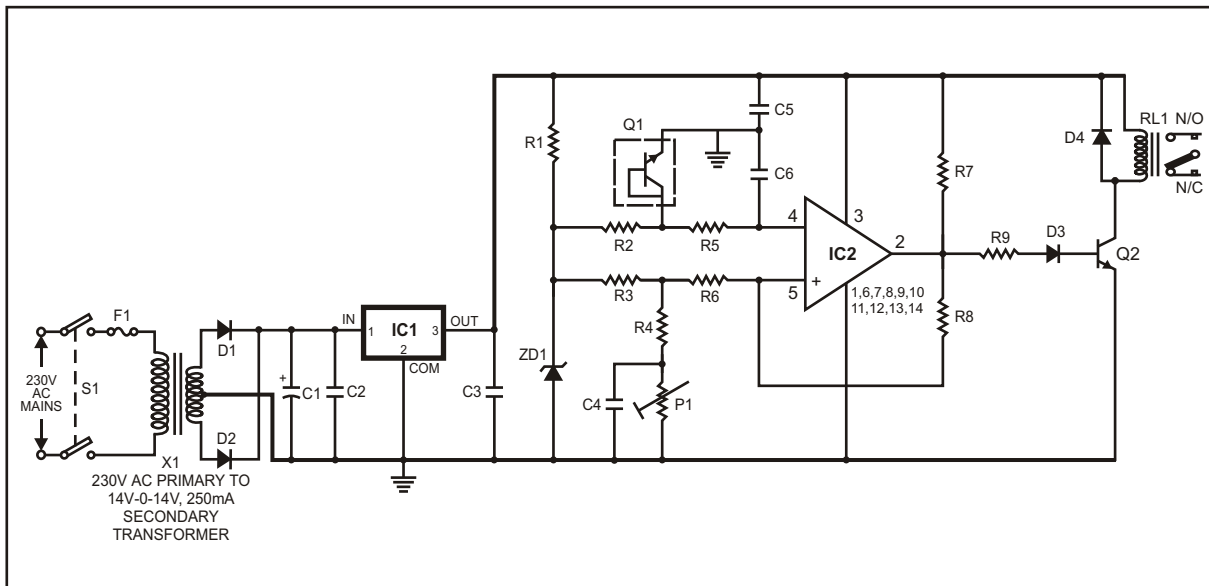 230V
AC
MAINS
S1
F1
X1
230V AC PRIMARY TO
14V-0-14V, 250mA
SECONDARY
TRANSFORMER
D1
D2
+
C1
C2
IN
1
IC1
3
OUT
2
COM
C3
R1
ZD1
Q1
R2
R5
R3
R6
R4
C4
P1
C5
C6
4
5
+
IC2
3
2
1,6,7,8,9,10
11,12,13,14
R7
R8
R9
D3
D4
Q2
RL1 N/O
N/C